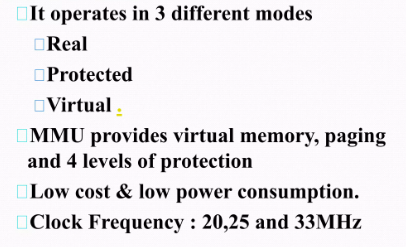 It operates in 3 different modes
Real
Protected
Virtual .
MMU provides virtual memory, paging
and 4 levels of protection
Low cost & low power consumption.
Clock Frequency : 20,25 and 33MHz